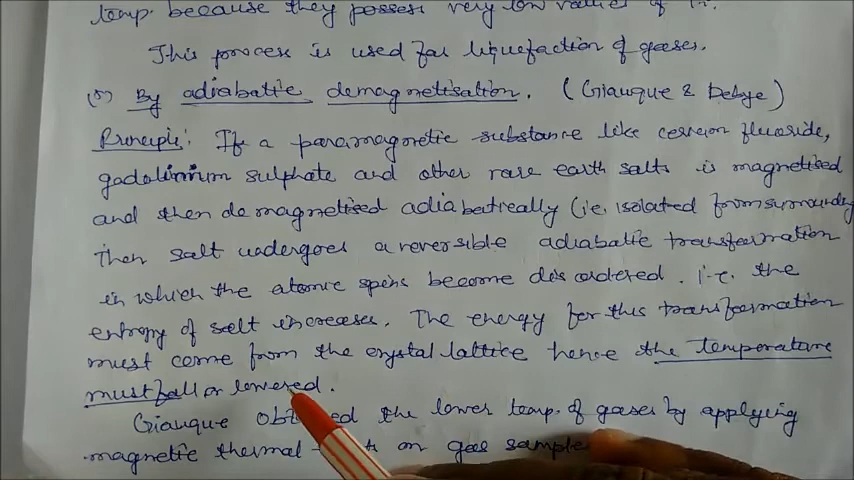 temp. because they possess very low values of Ti.
This process is used for liquefaction of gases.
(5) By adiabatic demagnetisation. (Giauque & Debye)
Principle: If a paramagnetic substance like cerium fluoride,
gadolinium sulphate and other rare earth salts is magnetised
and then demagnetised adiabatically (i.e. isolated from surrounding
Then salt undergoes a reversible adiabatic transformation
in which the atomic spins become disordered. i.e. the
entropy of salt increases. The energy for this transformation
must come from the crystal lattice hence the temperature
must fall or lowered.
Giauque the lower temp. of gases by applying
magnetic thermal on gas sample